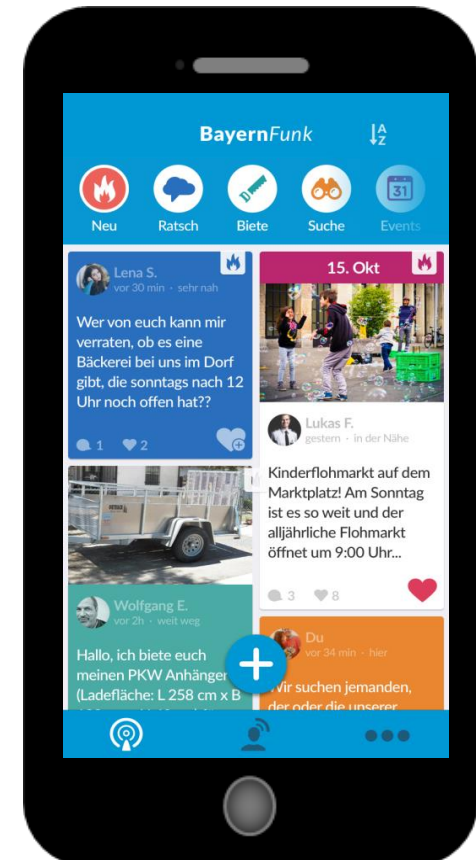 BayernFunk
A
Z
Neu
Ratsch
Biete
Suche
31
Events
Lena S.
vor 30 min · sehr nah
Wer von euch kann mir
verraten, ob es eine
Bäckerei bei uns im Dorf
gibt, die sonntags nach 12
Uhr noch offen hat??
1
2
Wolfgang E.
vor 2h · weit weg
Hallo, ich biete euch
meinen PKW Anhänger
(Ladefläche: L 258 cm x B
15. Okt
Lukas F.
gestern · in der Nähe
Kinderflohmarkt auf dem
Marktplatz! Am Sonntag
ist es so weit und der
alljährliche Flohmarkt
öffnet um 9:00 Uhr...
3
8
Du
vor 34 min · hier
Wir suchen jemanden,
der oder die unserer